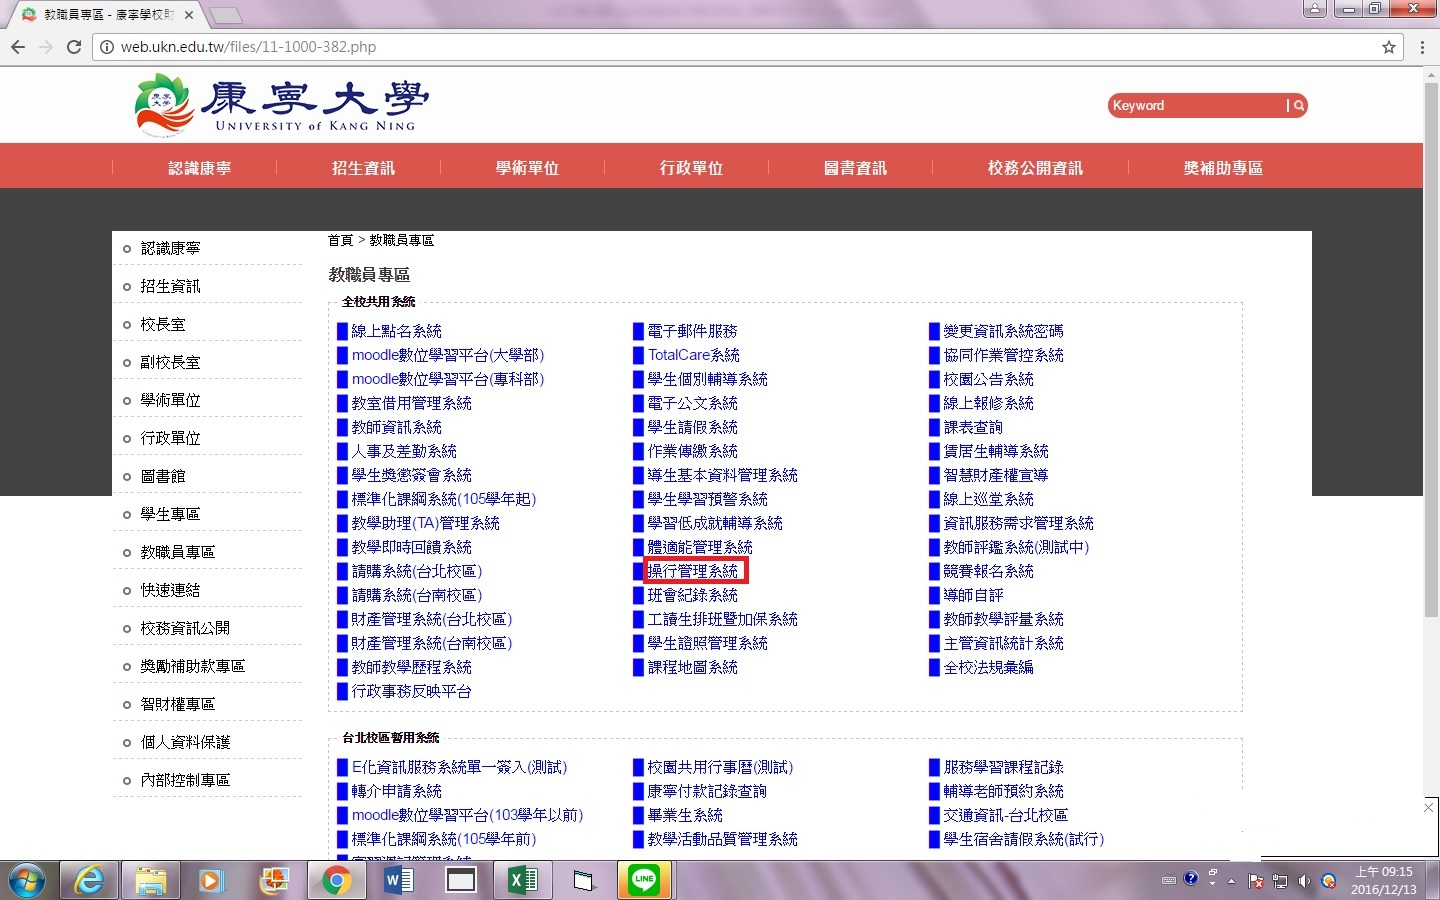 教職員專區 - 康寧學校財
web.ukn.edu.tw/files/11-1000-382.php
康寧大學
UNIVERSITY of KANG NING
Keyword
認識康寧 招生資訊 學術單位 行政單位 圖書資訊 校務公開資訊 獎補助專區
認識康寧
招生資訊
校長室
副校長室
學術單位
行政單位
圖書館
學生專區
教職員專區
快速連結
校務資訊公開
獎勵補助款專區
智財權專區
個人資料保護
內部控制專區
首頁 > 教職員專區
教職員專區
全校共用系統
線上點名系統 電子郵件服務 變更資訊系統密碼
moodle數位學習平台(大學部) TotalCare系統 協同作業管控系統
moodle數位學習平台(專科部) 學生個別輔導系統 校園公告系統
教室借用管理系統 電子公文系統 線上報修系統
教師資訊系統 學生請假系統 課表查詢
人事及差勤系統 作業傳繳系統 賃居生輔導系統
學生獎懲簽會系統 導生基本資料管理系統 智慧財產權宣導
標準化課綱系統(105學年起) 學生學習預警系統 線上巡堂系統
教學助理(TA)管理系統 學習低成就輔導系統 資訊服務需求管理系統
教學即時回饋系統 體適能管理系統 教師評鑑系統(測試中)
請購系統(台北校區) 操行管理系統 競賽報名系統
請購系統(台南校區) 班會紀錄系統 導師自評
財產管理系統(台北校區) 工讀生排班暨加保系統 教師教學評量系統
財產管理系統(台南校區) 學生證照管理系統 主管資訊統計系統
教師教學歷程系統 課程地圖系統 全校法規彙編
行政事務反映平台
台北校區暫用系統
E化資訊服務系統單一簽入(測試) 校園共用行事曆(測試) 服務學習課程記錄
轉介申請系統 康寧付款記錄查詢 輔導老師預約系統
moodle數位學習平台(103學年以前) 畢業生系統 交通資訊-台北校區
標準化課綱系統(105學年前) 教學活動品質管理系統 學生宿舍請假系統(試行)
LINE
上午 09:15
2016/12/13